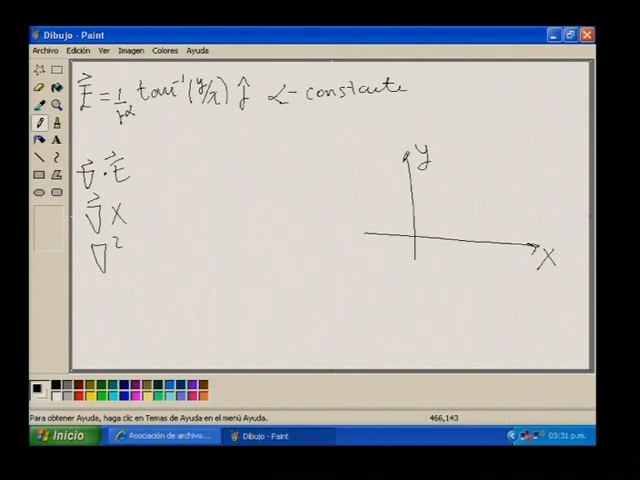 Dibujo - Paint
Archivo Edición Ver Imagen Colores Ayuda
E⃗ = 1/r^α tan⁻¹(y/x) ĵ α - constante
∇⃗ · E⃗
∇⃗ X
∇²
y
X
Para obtener Ayuda, haga clic en Temas de Ayuda en el menú Ayuda. 466,143
Inicio Asociación de archivo... Dibujo - Paint 03:31 p.m.